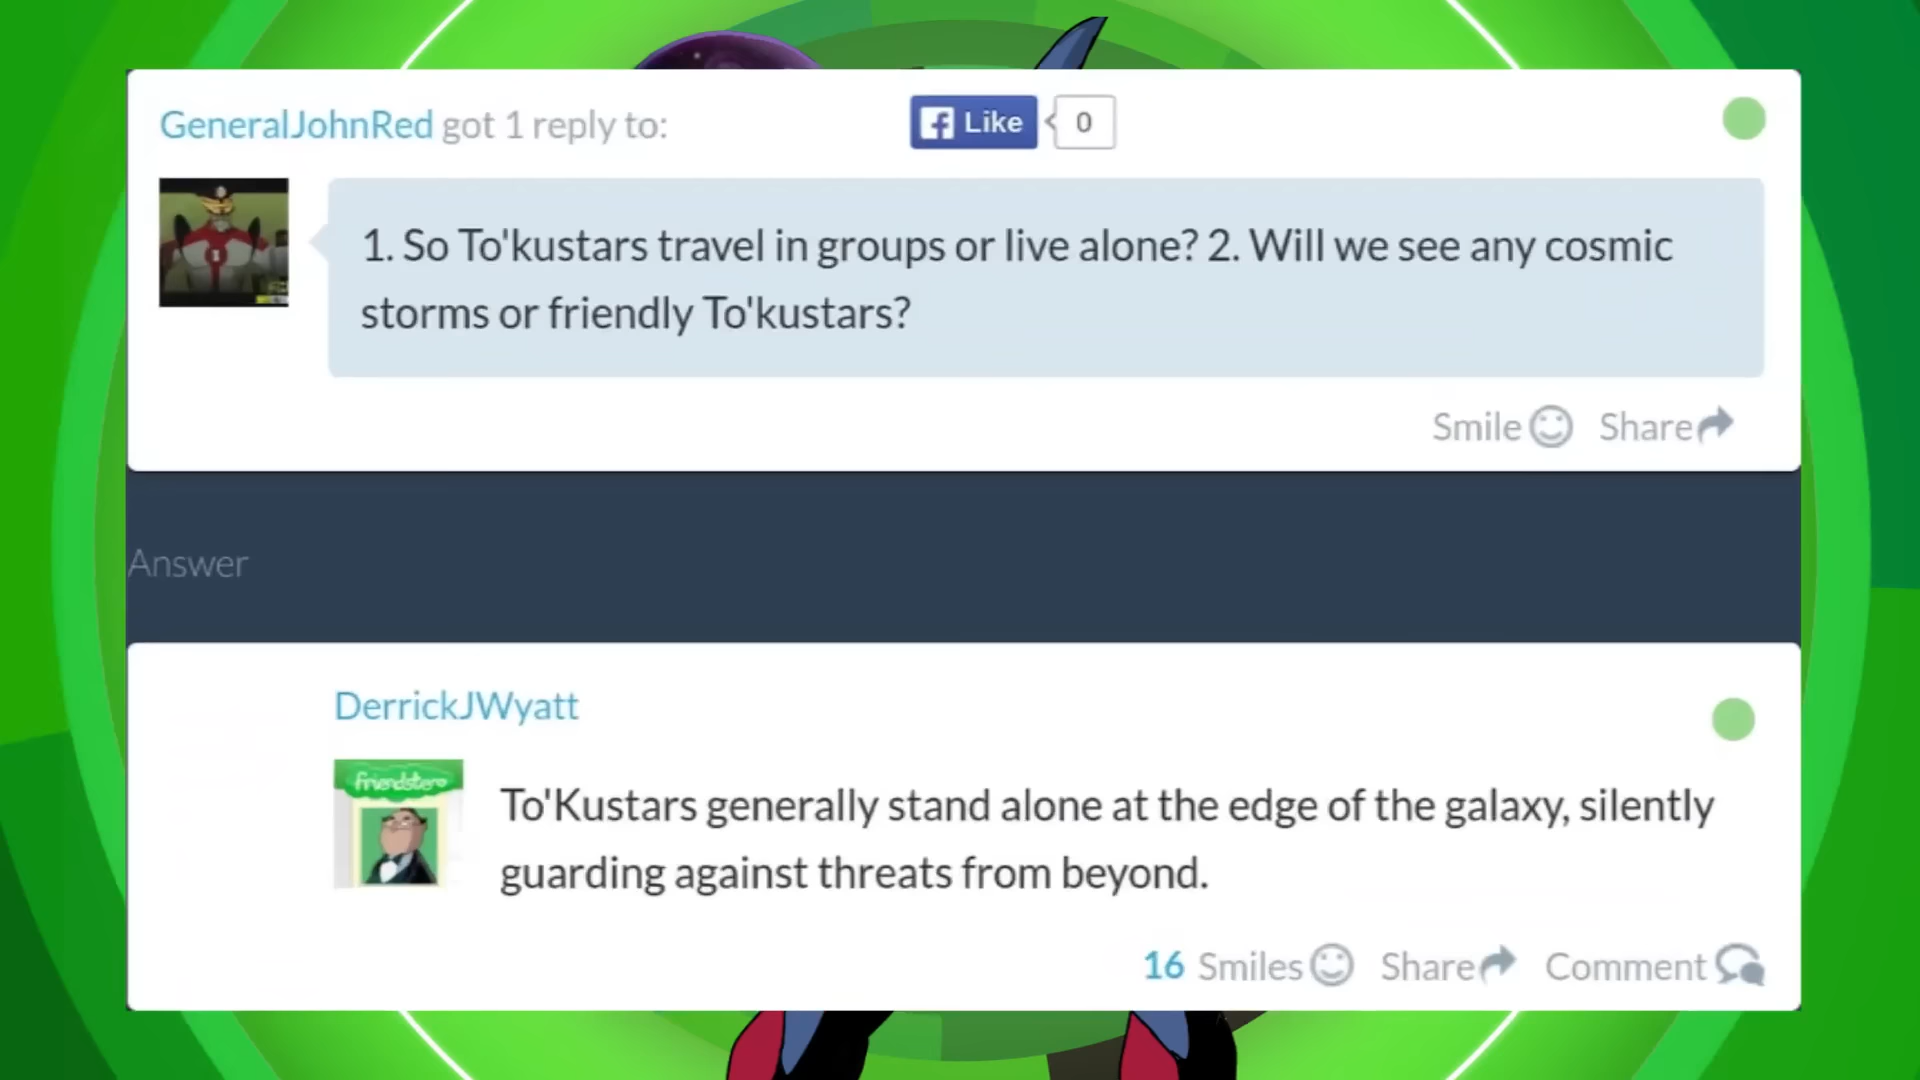 GeneralJohnRed got 1 reply to:
Like
0
1. So To'kustars travel in groups or live alone? 2. Will we see any cosmic
storms or friendly To'kustars?
Smile Share
Answer
DerrickJWyatt
friendstero
To'Kustars generally stand alone at the edge of the galaxy, silently
guarding against threats from beyond.
16 Smiles Share Comment